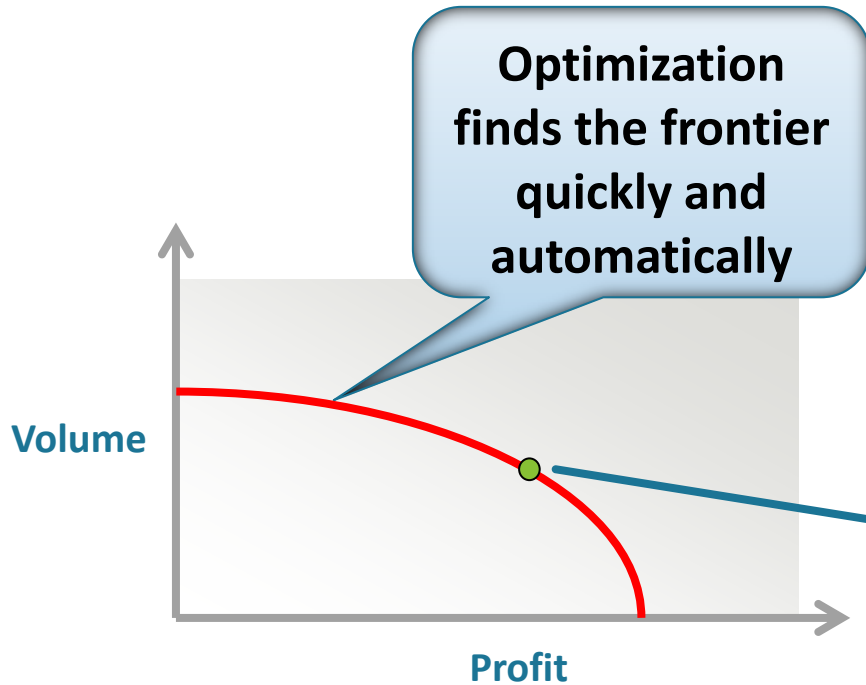 Optimization
finds the frontier
quickly and
automatically
Volume
Profit